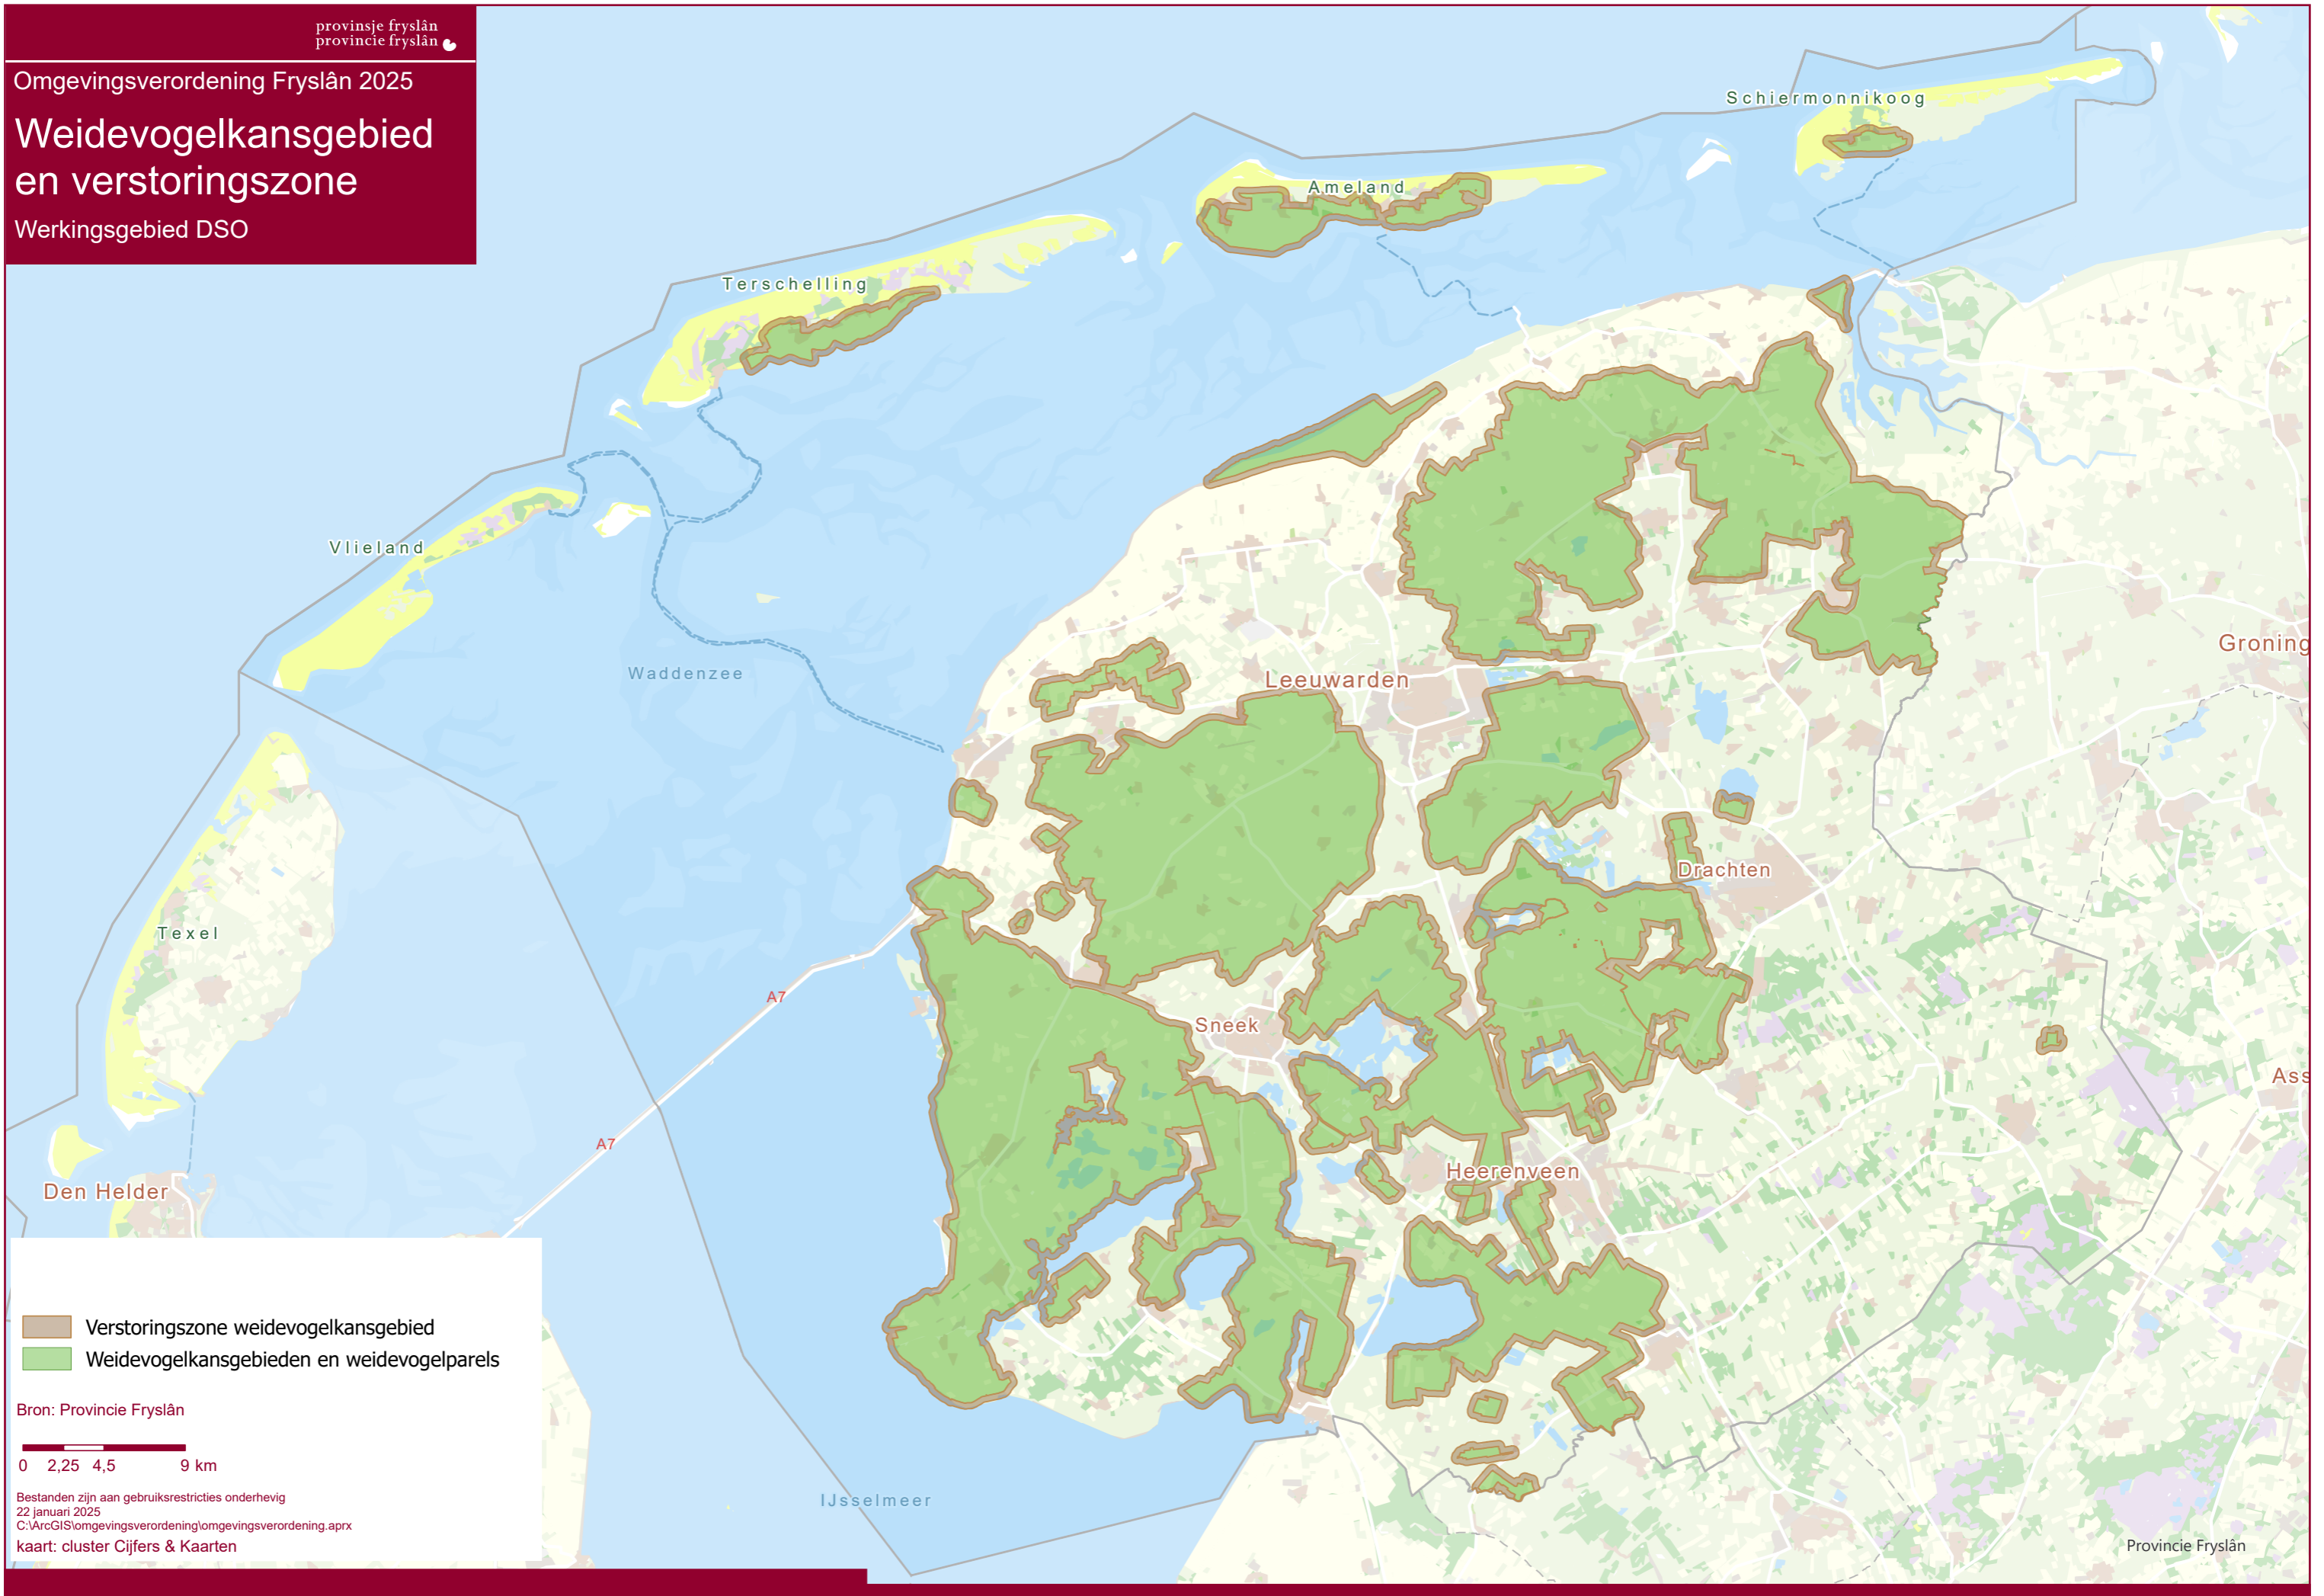 provinsje fryslân
provincie fryslân
Omgevingsverordening Fryslân 2025
Weidevogelkansgebied
en verstoringszone
Werkingsgebied DSO
Schiermonnikoog
Ameland
Terschelling
Vlieland
Waddenzee
Leeuwarden
Groning
Drachten
Texel
A7
Sneek
Ass
A7
Heerenveen
Den Helder
Verstoringszone weidevogelkansgebied
Weidevogelkansgebieden en weidevogelparels
Bron: Provincie Fryslân
0 2,25 4,5 9 km
Bestanden zijn aan gebruiksrestricties onderhevig
22 januari 2025
C:\ArcGIS\omgevingsverordening\omgevingsverordening.aprx
kaart: cluster Cijfers & Kaarten
IJsselmeer
Provincie Fryslân